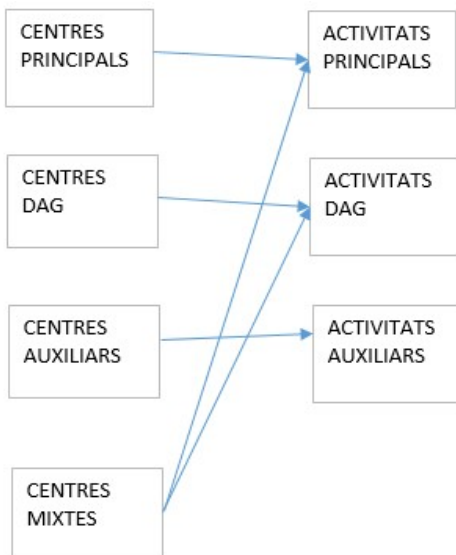 CENTRES
PRINCIPALS
ACTIVITATS
PRINCIPALS
CENTRES
DAG
ACTIVITATS
DAG
CENTRES
AUXILIARS
ACTIVITATS
AUXILIARS
CENTRES
MIXTES